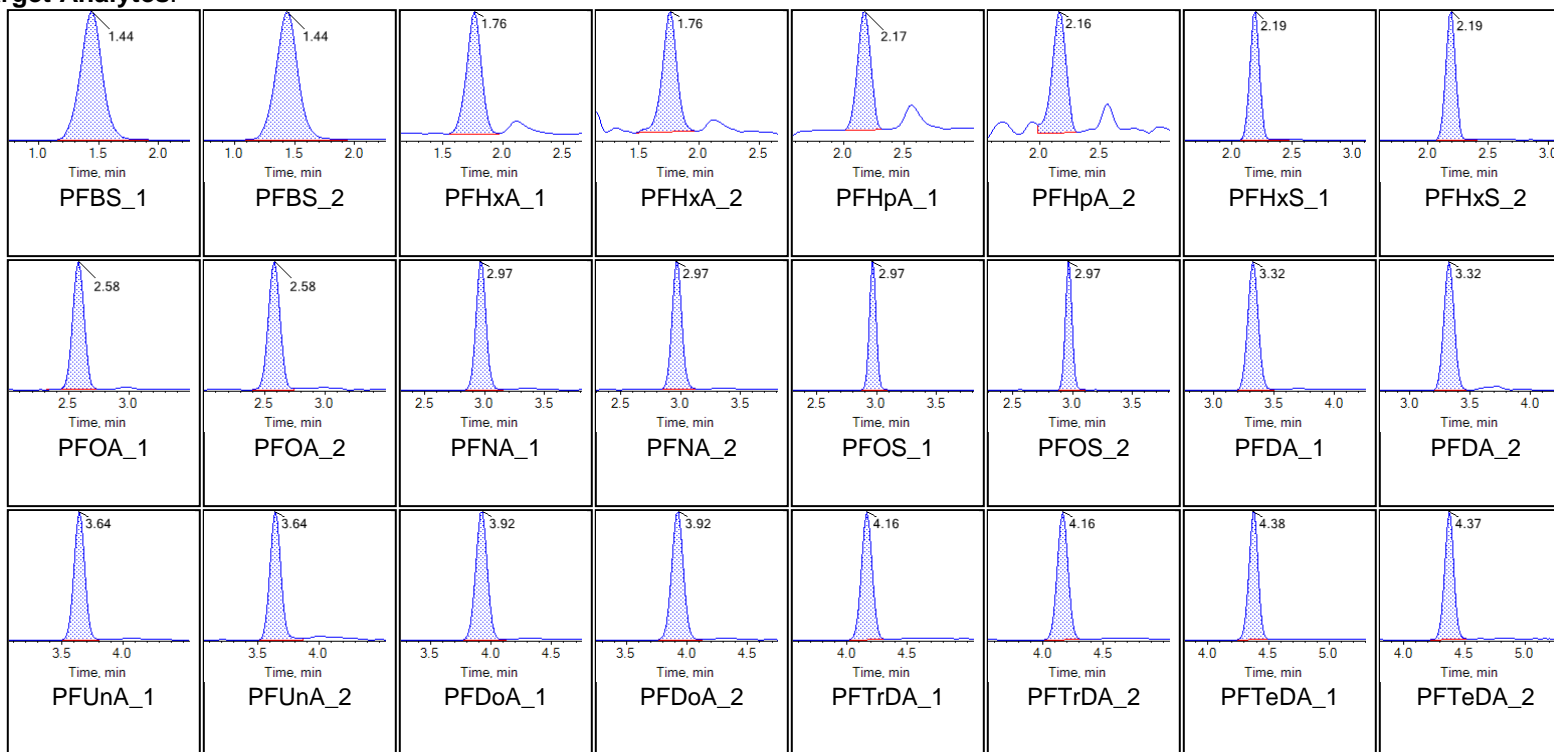 rget Analytes:
1.44
1.0 1.5 2.0
Time, min
PFBS_1
1.44
1.0 1.5 2.0
Time, min
PFBS_2
1.76
1.5 2.0 2.5
Time, min
PFHxA_1
1.76
1.5 2.0 2.5
Time, min
PFHxA_2
2.17
2.0 2.5
Time, min
PFHpA_1
2.16
2.0 2.5
Time, min
PFHpA_2
2.19
2.0 2.5 3.0
Time, min
PFHxS_1
2.19
2.0 2.5 3.0
Time, min
PFHxS_2
2.58
2.5 3.0
Time, min
PFOA_1
2.58
2.5 3.0
Time, min
PFOA_2
2.97
2.5 3.0 3.5
Time, min
PFNA_1
2.97
2.5 3.0 3.5
Time, min
PFNA_2
2.97
2.5 3.0 3.5
Time, min
PFOS_1
2.97
2.5 3.0 3.5
Time, min
PFOS_2
3.32
3.0 3.5 4.0
Time, min
PFDA_1
3.32
3.0 3.5 4.0
Time, min
PFDA_2
3.64
3.5 4.0
Time, min
PFUnA_1
3.64
3.5 4.0
Time, min
PFUnA_2
3.92
3.5 4.0 4.5
Time, min
PFDoA_1
3.92
3.5 4.0 4.5
Time, min
PFDoA_2
4.16
4.0 4.5
Time, min
PFTrDA_1
4.16
4.0 4.5
Time, min
PFTrDA_2
4.38
4.0 4.5 5.0
Time, min
PFTeDA_1
4.37
4.0 4.5 5.0
Time, min
PFTeDA_2